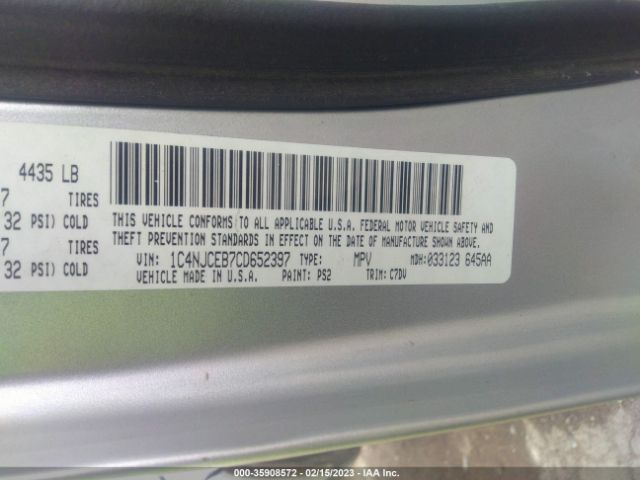 4435 LB
7 TIRES
32 PSI) COLD
7 TIRES
32 PSI) COLD
THIS VEHICLE CONFORMS TO ALL APPLICABLE U.S.A. FEDERAL MOTOR VEHICLE SAFETY AND
THEFT PREVENTION STANDARDS IN EFFECT ON THE DATE OF MANUFACTURE SHOWN ABOVE.
VIN: 1C4NJCEB7CD652397 TYPE: MPV MDH: 033123 645AA
VEHICLE MADE IN U.S.A. PAINT: PS2 TRIM: C7DV
000-35908572 - 02/15/2023 - IAA Inc.